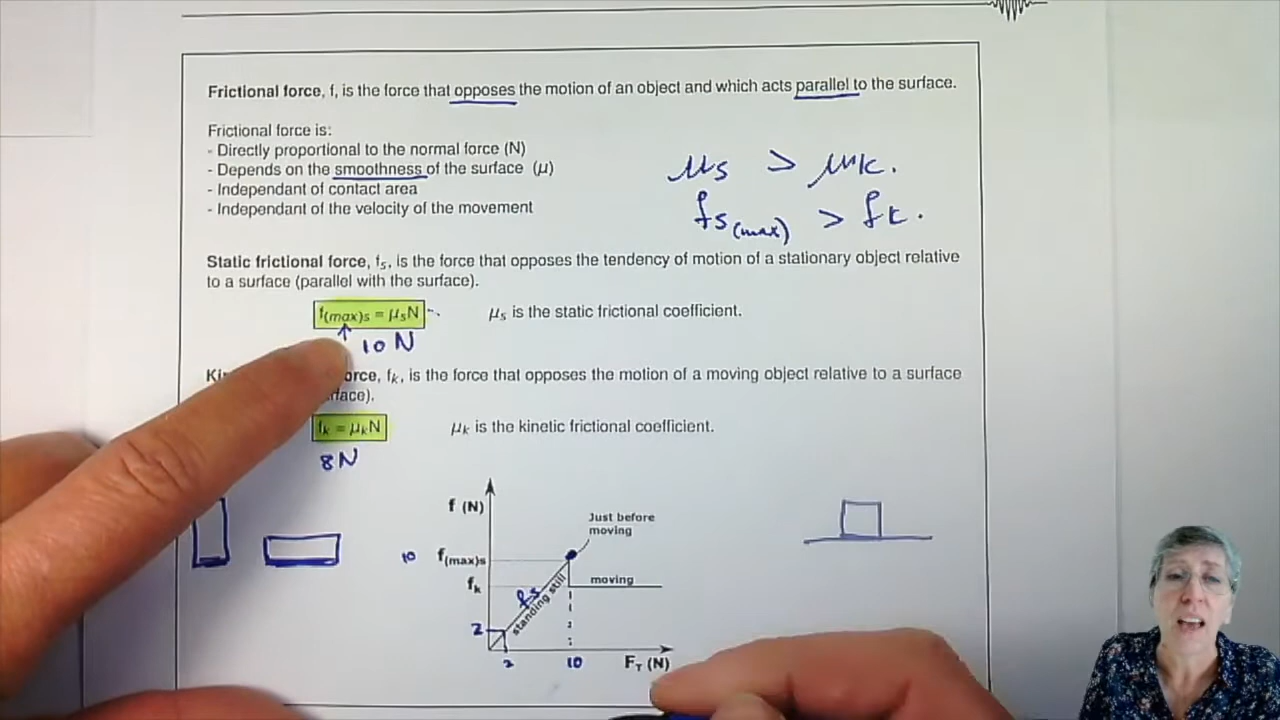 Frictional force, f, is the force that opposes the motion of an object and which acts parallel to the surface.
Frictional force is:
- Directly proportional to the normal force (N)
- Depends on the smoothness of the surface (μ)
- Independant of contact area
- Independant of the velocity of the movement
μs > μk.
fs(max) > fk.
Static frictional force, fs, is the force that opposes the tendency of motion of a stationary object relative
to a surface (parallel with the surface).
f(max)s = μsN
μs is the static frictional coefficient.
10 N
fk, is the force that opposes the motion of a moving object relative to a surface
fk = μkN
μk is the kinetic frictional coefficient.
8N
f (N)
Just before
moving
10 f(max)s
fk
moving
fs
standing still
2
2
10
FT (N)